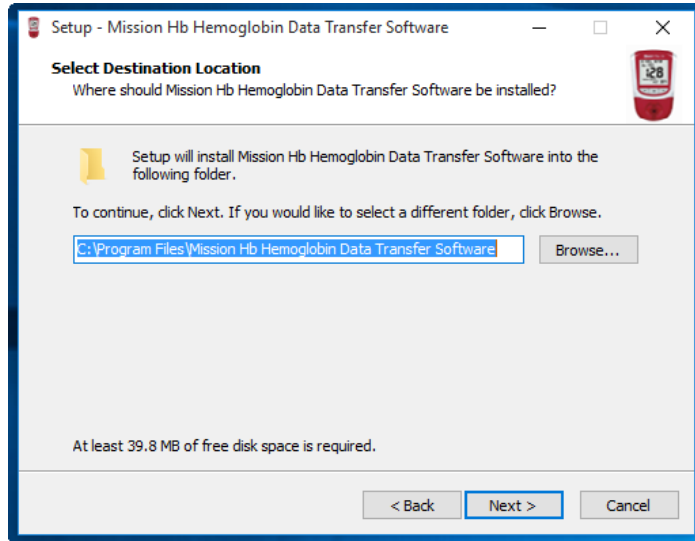 Setup - Mission Hb Hemoglobin Data Transfer Software
Select Destination Location
Where should Mission Hb Hemoglobin Data Transfer Software be installed?
128
Setup will install Mission Hb Hemoglobin Data Transfer Software into the
following folder.
To continue, click Next. If you would like to select a different folder, click Browse.
C:\Program Files\Mission Hb Hemoglobin Data Transfer Software
Browse...
At least 39.8 MB of free disk space is required.
< Back
Next >
Cancel